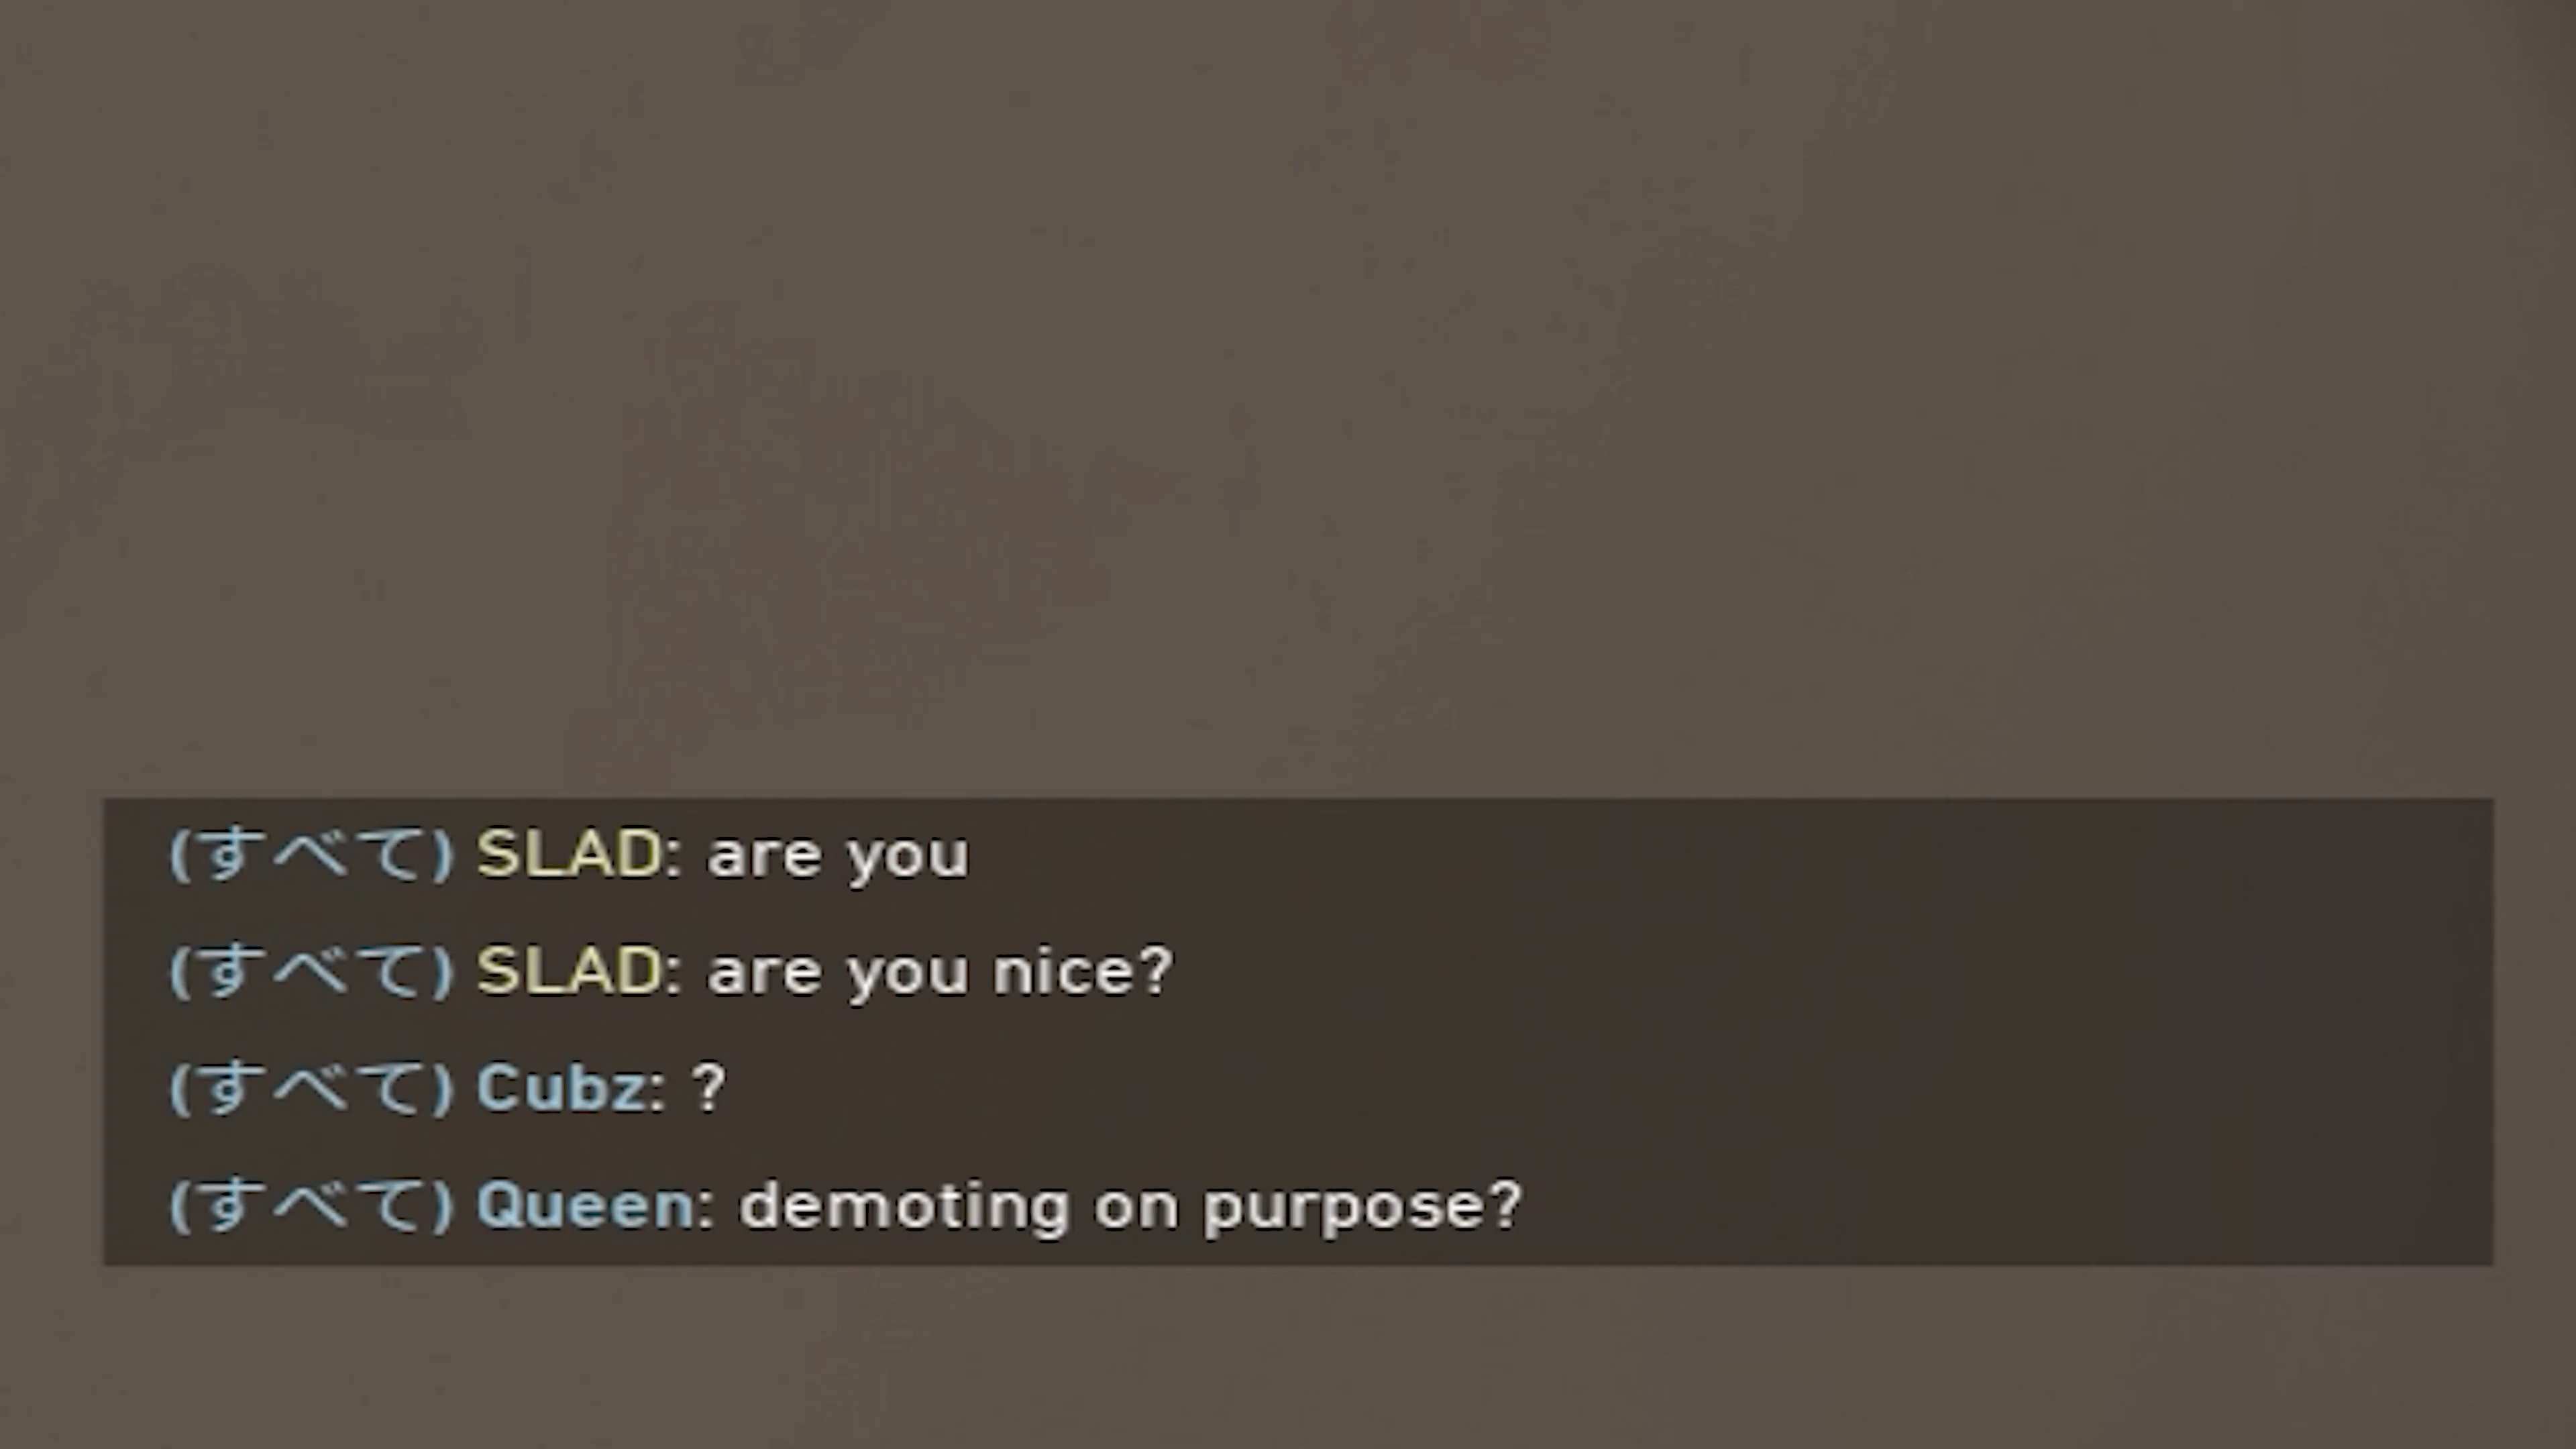 (すべて) SLAD: are you
(すべて) SLAD: are you nice?
(すべて) Cubz: ?
(すべて) Queen: demoting on purpose?